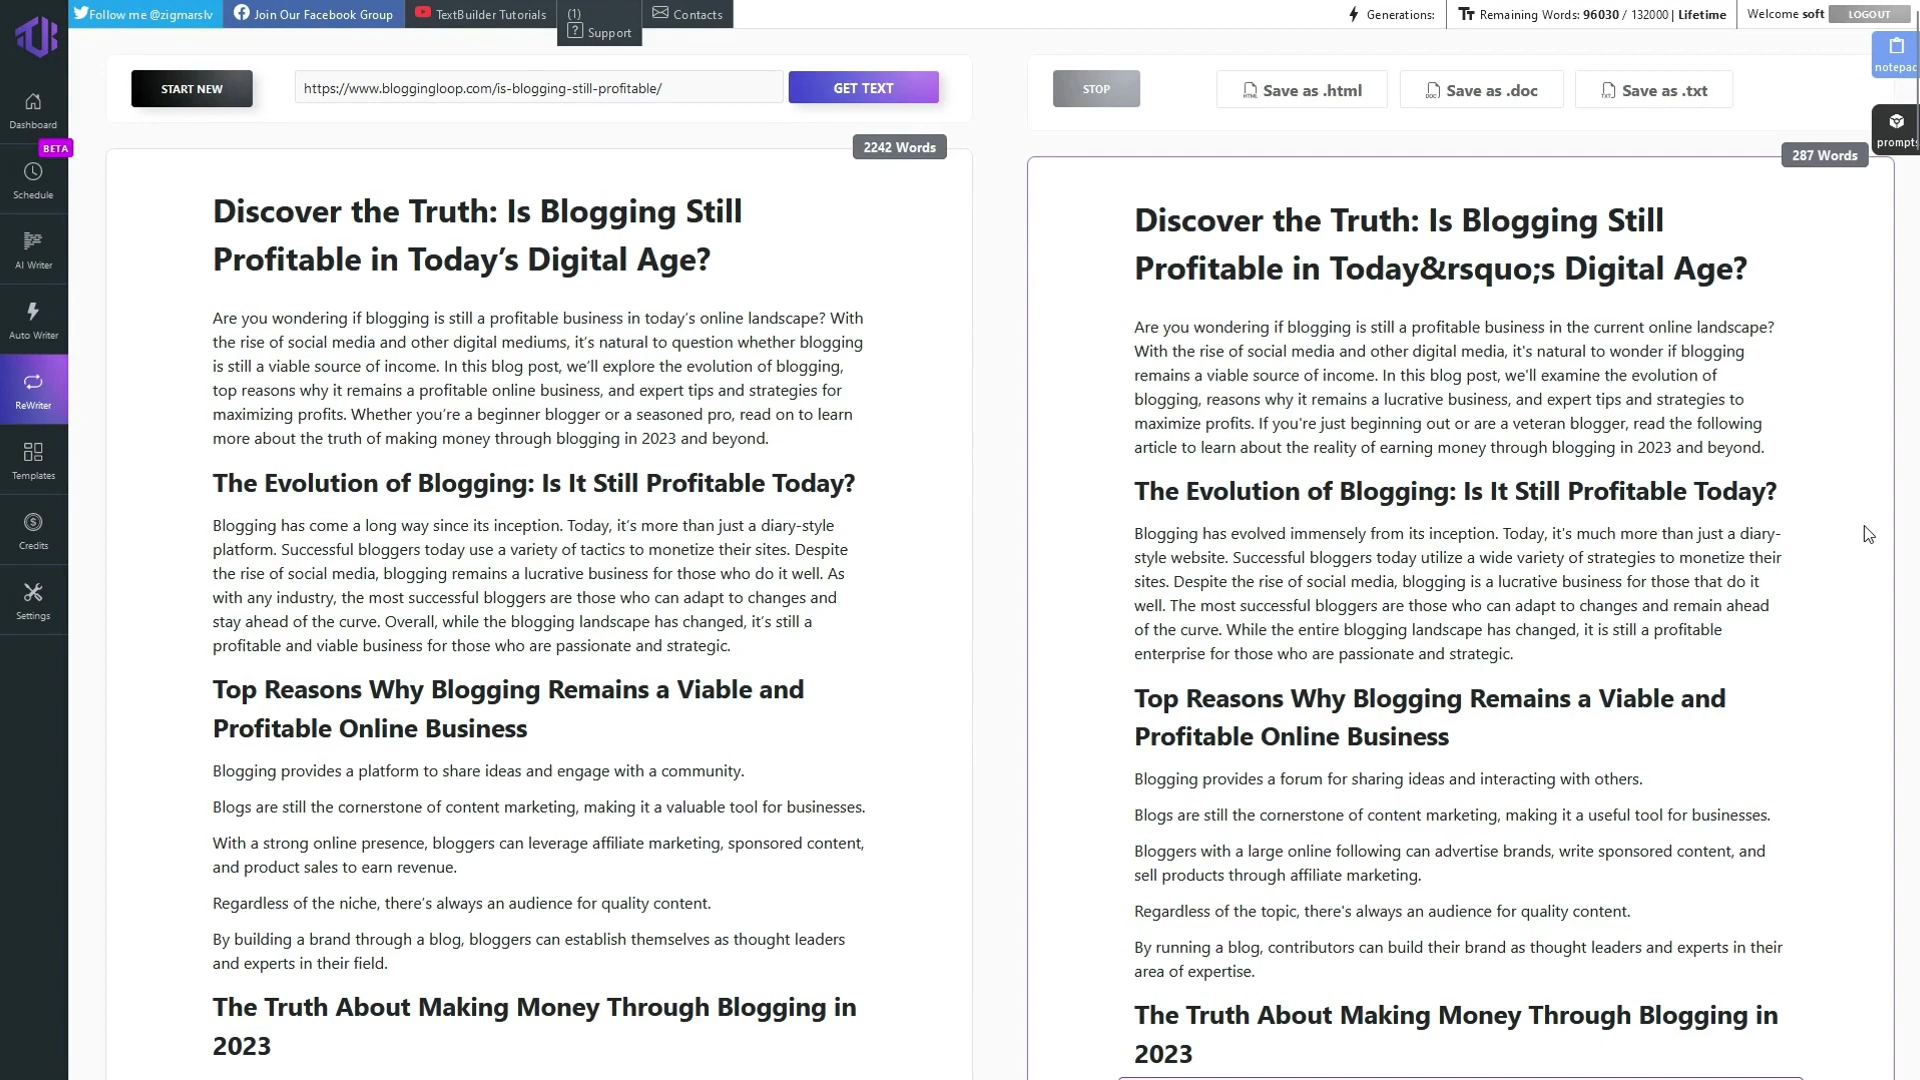 Follow me @zigmarslv
Join Our Facebook Group
TextBuilder Tutorials
(1)
Support
Contacts
Generations:
Remaining Words: 96030 / 132000 | Lifetime
Welcome soft
LOGOUT
Dashboard
BETA
Schedule
AI Writer
Auto Writer
ReWriter
Templates
Credits
Settings
START NEW
https://www.bloggingloop.com/is-blogging-still-profitable/
GET TEXT
STOP
Save as .html
Save as .doc
Save as .txt
notepac
prompts
2242 Words
Discover the Truth: Is Blogging Still
Profitable in Today’s Digital Age?
Are you wondering if blogging is still a profitable business in today’s online landscape? With
the rise of social media and other digital mediums, it’s natural to question whether blogging
is still a viable source of income. In this blog post, we’ll explore the evolution of blogging,
top reasons why it remains a profitable online business, and expert tips and strategies for
maximizing profits. Whether you’re a beginner blogger or a seasoned pro, read on to learn
more about the truth of making money through blogging in 2023 and beyond.
The Evolution of Blogging: Is It Still Profitable Today?
Blogging has come a long way since its inception. Today, it’s more than just a diary-style
platform. Successful bloggers today use a variety of tactics to monetize their sites. Despite
the rise of social media, blogging remains a lucrative business for those who do it well. As
with any industry, the most successful bloggers are those who can adapt to changes and
stay ahead of the curve. Overall, while the blogging landscape has changed, it’s still a
profitable and viable business for those who are passionate and strategic.
Top Reasons Why Blogging Remains a Viable and
Profitable Online Business
Blogging provides a platform to share ideas and engage with a community.
Blogs are still the cornerstone of content marketing, making it a valuable tool for businesses.
With a strong online presence, bloggers can leverage affiliate marketing, sponsored content,
and product sales to earn revenue.
Regardless of the niche, there’s always an audience for quality content.
By building a brand through a blog, bloggers can establish themselves as thought leaders
and experts in their field.
The Truth About Making Money Through Blogging in
2023
287 Words
Discover the Truth: Is Blogging Still
Profitable in Today&rsquo;s Digital Age?
Are you wondering if blogging is still a profitable business in the current online landscape?
With the rise of social media and other digital media, it's natural to wonder if blogging
remains a viable source of income. In this blog post, we'll examine the evolution of
blogging, reasons why it remains a lucrative business, and expert tips and strategies to
maximize profits. If you're just beginning out or are a veteran blogger, read the following
article to learn about the reality of earning money through blogging in 2023 and beyond.
The Evolution of Blogging: Is It Still Profitable Today?
Blogging has evolved immensely from its inception. Today, it's much more than just a diary-
style website. Successful bloggers today utilize a wide variety of strategies to monetize their
sites. Despite the rise of social media, blogging is a lucrative business for those that do it
well. The most successful bloggers are those who can adapt to changes and remain ahead
of the curve. While the entire blogging landscape has changed, it is still a profitable
enterprise for those who are passionate and strategic.
Top Reasons Why Blogging Remains a Viable and
Profitable Online Business
Blogging provides a forum for sharing ideas and interacting with others.
Blogs are still the cornerstone of content marketing, making it a useful tool for businesses.
Bloggers with a large online following can advertise brands, write sponsored content, and
sell products through affiliate marketing.
Regardless of the topic, there's always an audience for quality content.
By running a blog, contributors can build their brand as thought leaders and experts in their
area of expertise.
The Truth About Making Money Through Blogging in
2023